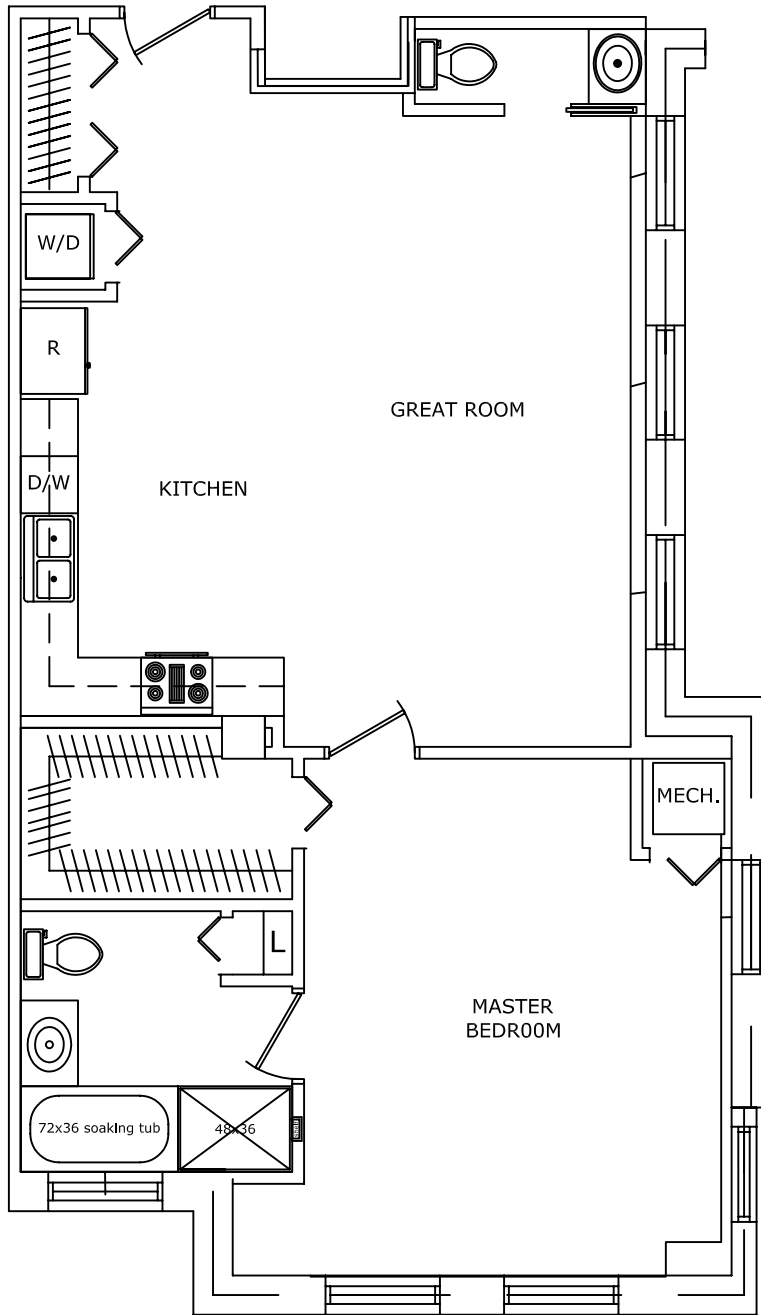 W/D
R
GREAT ROOM
D/W
KITCHEN
MECH.
L
MASTER
BEDR00M
72x36 soaking tub
48x36